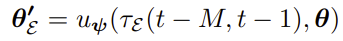 θ′_ℰ = u_ψ(τ_ℰ(t − M, t − 1), θ)